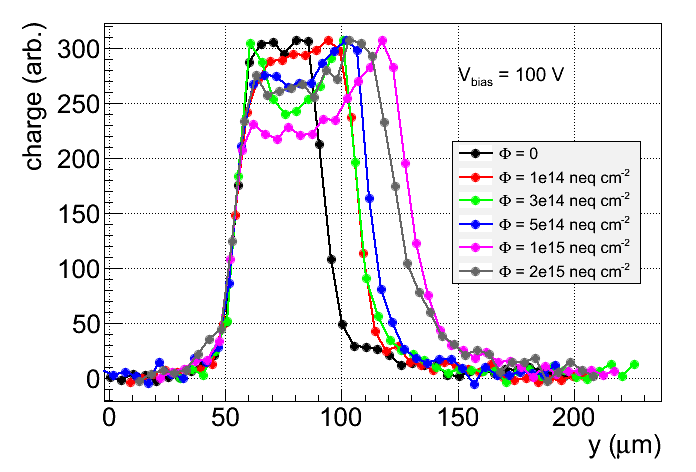 charge (arb.)
300
250
200
150
100
50
0
V_bias = 100 V
Φ = 0
Φ = 1e14 neq cm⁻²
Φ = 3e14 neq cm⁻²
Φ = 5e14 neq cm⁻²
Φ = 1e15 neq cm⁻²
Φ = 2e15 neq cm⁻²
0 50 100 150 200
y (μm)